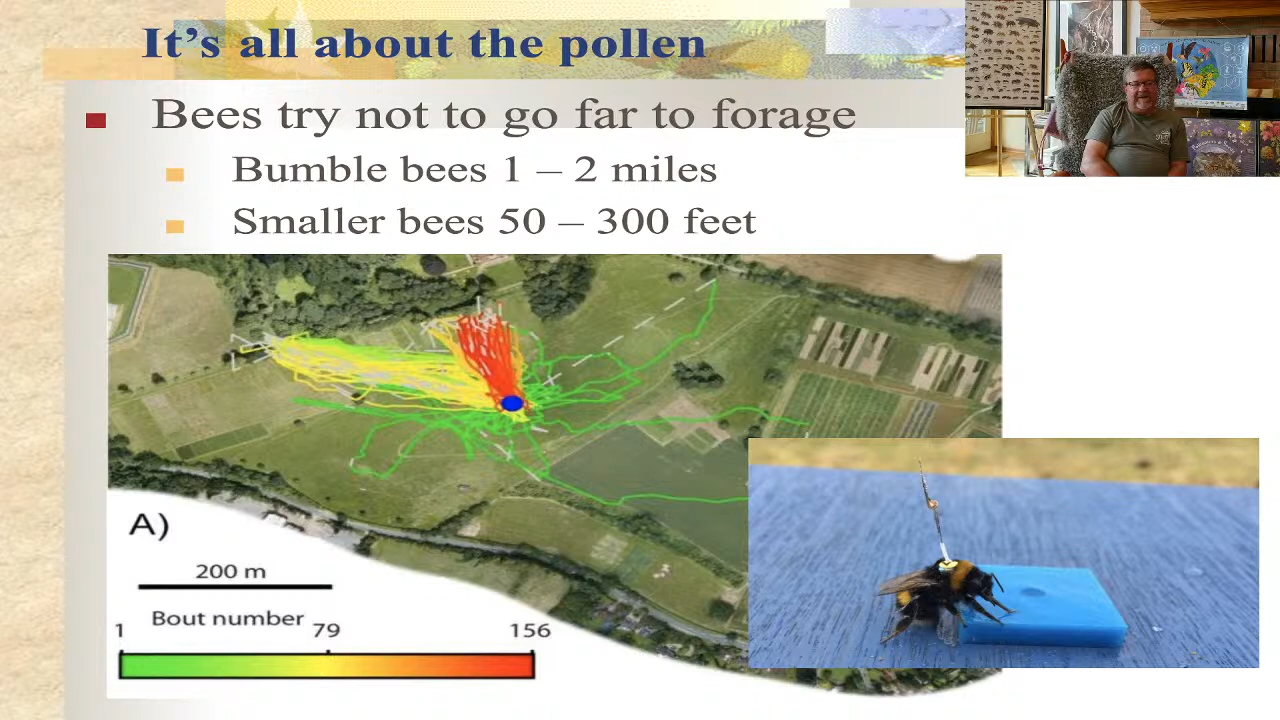 It's all about the pollen
Bees try not to go far to forage
Bumble bees 1 – 2 miles
Smaller bees 50 – 300 feet
A)
200 m
Bout number
1 79 156